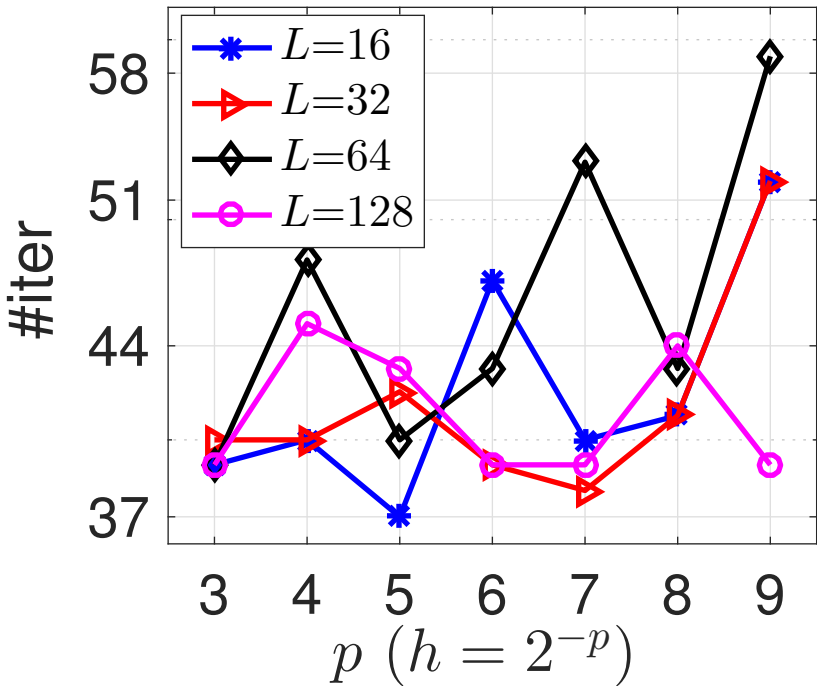 L=16
L=32
L=64
L=128
58
51
44
37
#iter
3 4 5 6 7 8 9
p (h = 2^{-p})